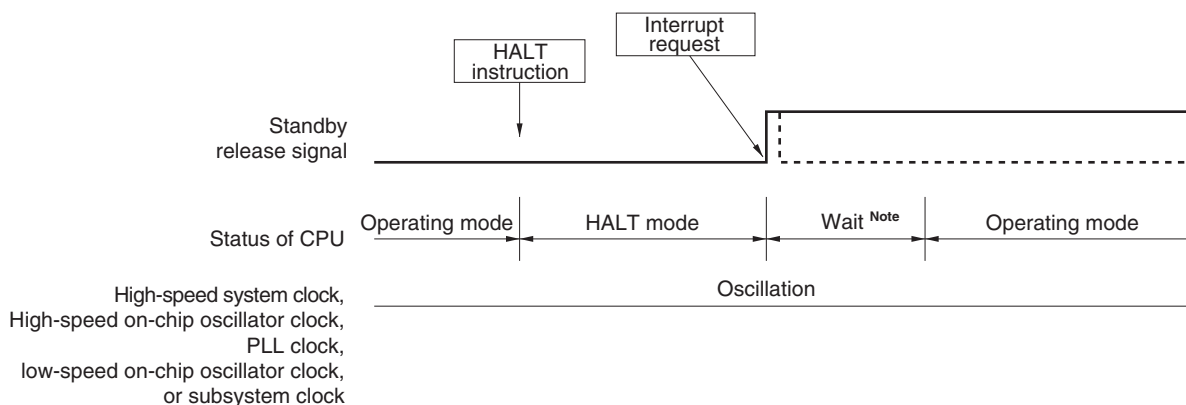 HALT
instruction
Interrupt
request
Standby
release signal
Status of CPU
Operating mode
HALT mode
Wait Note
Operating mode
High-speed system clock,
High-speed on-chip oscillator clock,
PLL clock,
low-speed on-chip oscillator clock,
or subsystem clock
Oscillation